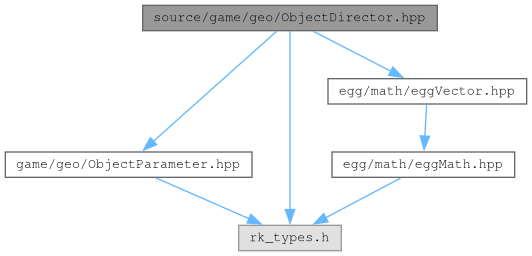 source/game/geo/ObjectDirector.hpp
egg/math/eggVector.hpp
game/geo/ObjectParameter.hpp
egg/math/eggMath.hpp
rk_types.h